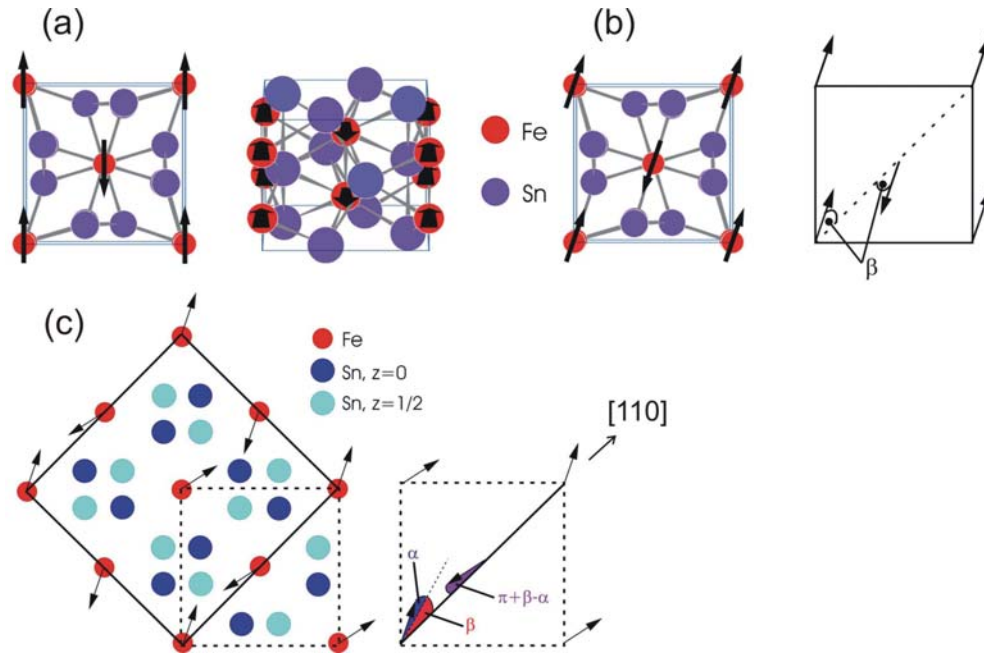 (a)
(b)
Fe
Sn
β
(c)
Fe
Sn, z=0
Sn, z=1/2
[110]
α
π+β-α
β